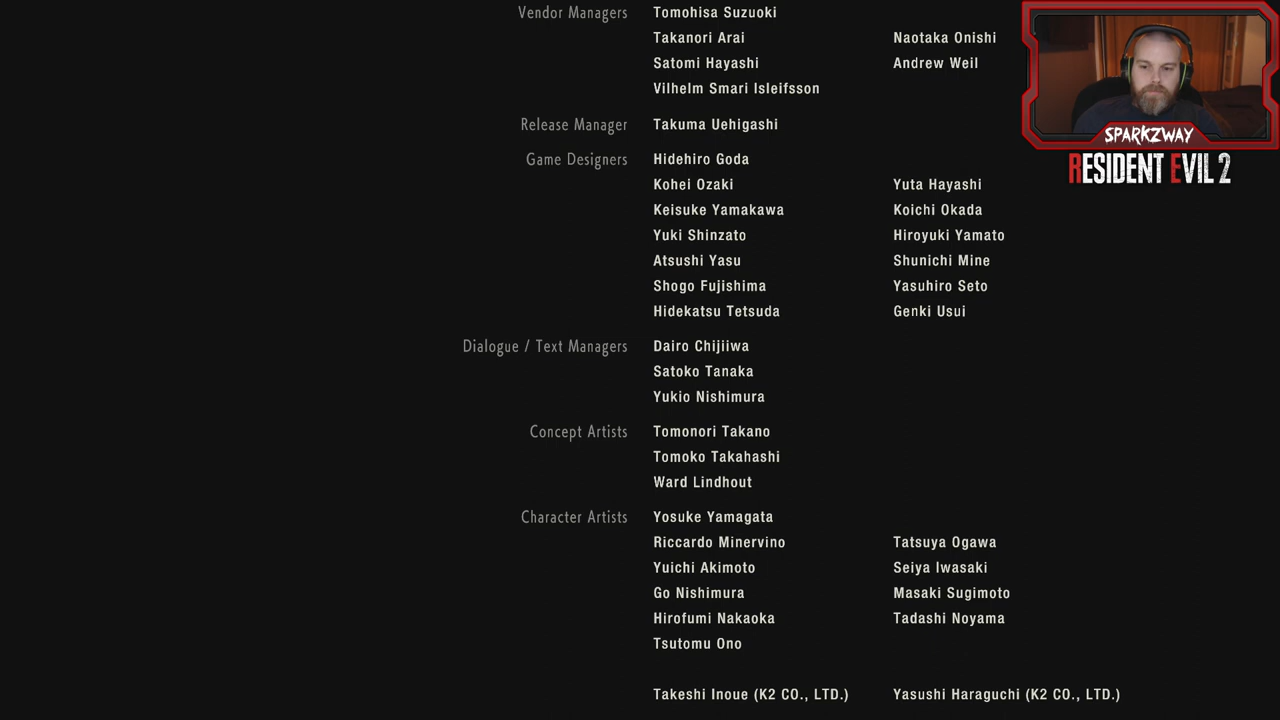 Vendor Managers Tomohisa Suzuoki
Takanori Arai Naotaka Onishi
Satomi Hayashi Andrew Weil
Vilhelm Smari Isleifsson
SPARKZWAY
RESIDENT EVIL 2
Release Manager Takuma Uehigashi
Game Designers Hidehiro Goda
Kohei Ozaki Yuta Hayashi
Keisuke Yamakawa Koichi Okada
Yuki Shinzato Hiroyuki Yamato
Atsushi Yasu Shunichi Mine
Shogo Fujishima Yasuhiro Seto
Hidekatsu Tetsuda Genki Usui
Dialogue / Text Managers Dairo Chijiiwa
Satoko Tanaka
Yukio Nishimura
Concept Artists Tomonori Takano
Tomoko Takahashi
Ward Lindhout
Character Artists Yosuke Yamagata
Riccardo Minervino Tatsuya Ogawa
Yuichi Akimoto Seiya Iwasaki
Go Nishimura Masaki Sugimoto
Hirofumi Nakaoka Tadashi Noyama
Tsutomu Ono
Takeshi Inoue (K2 CO., LTD.) Yasushi Haraguchi (K2 CO., LTD.)